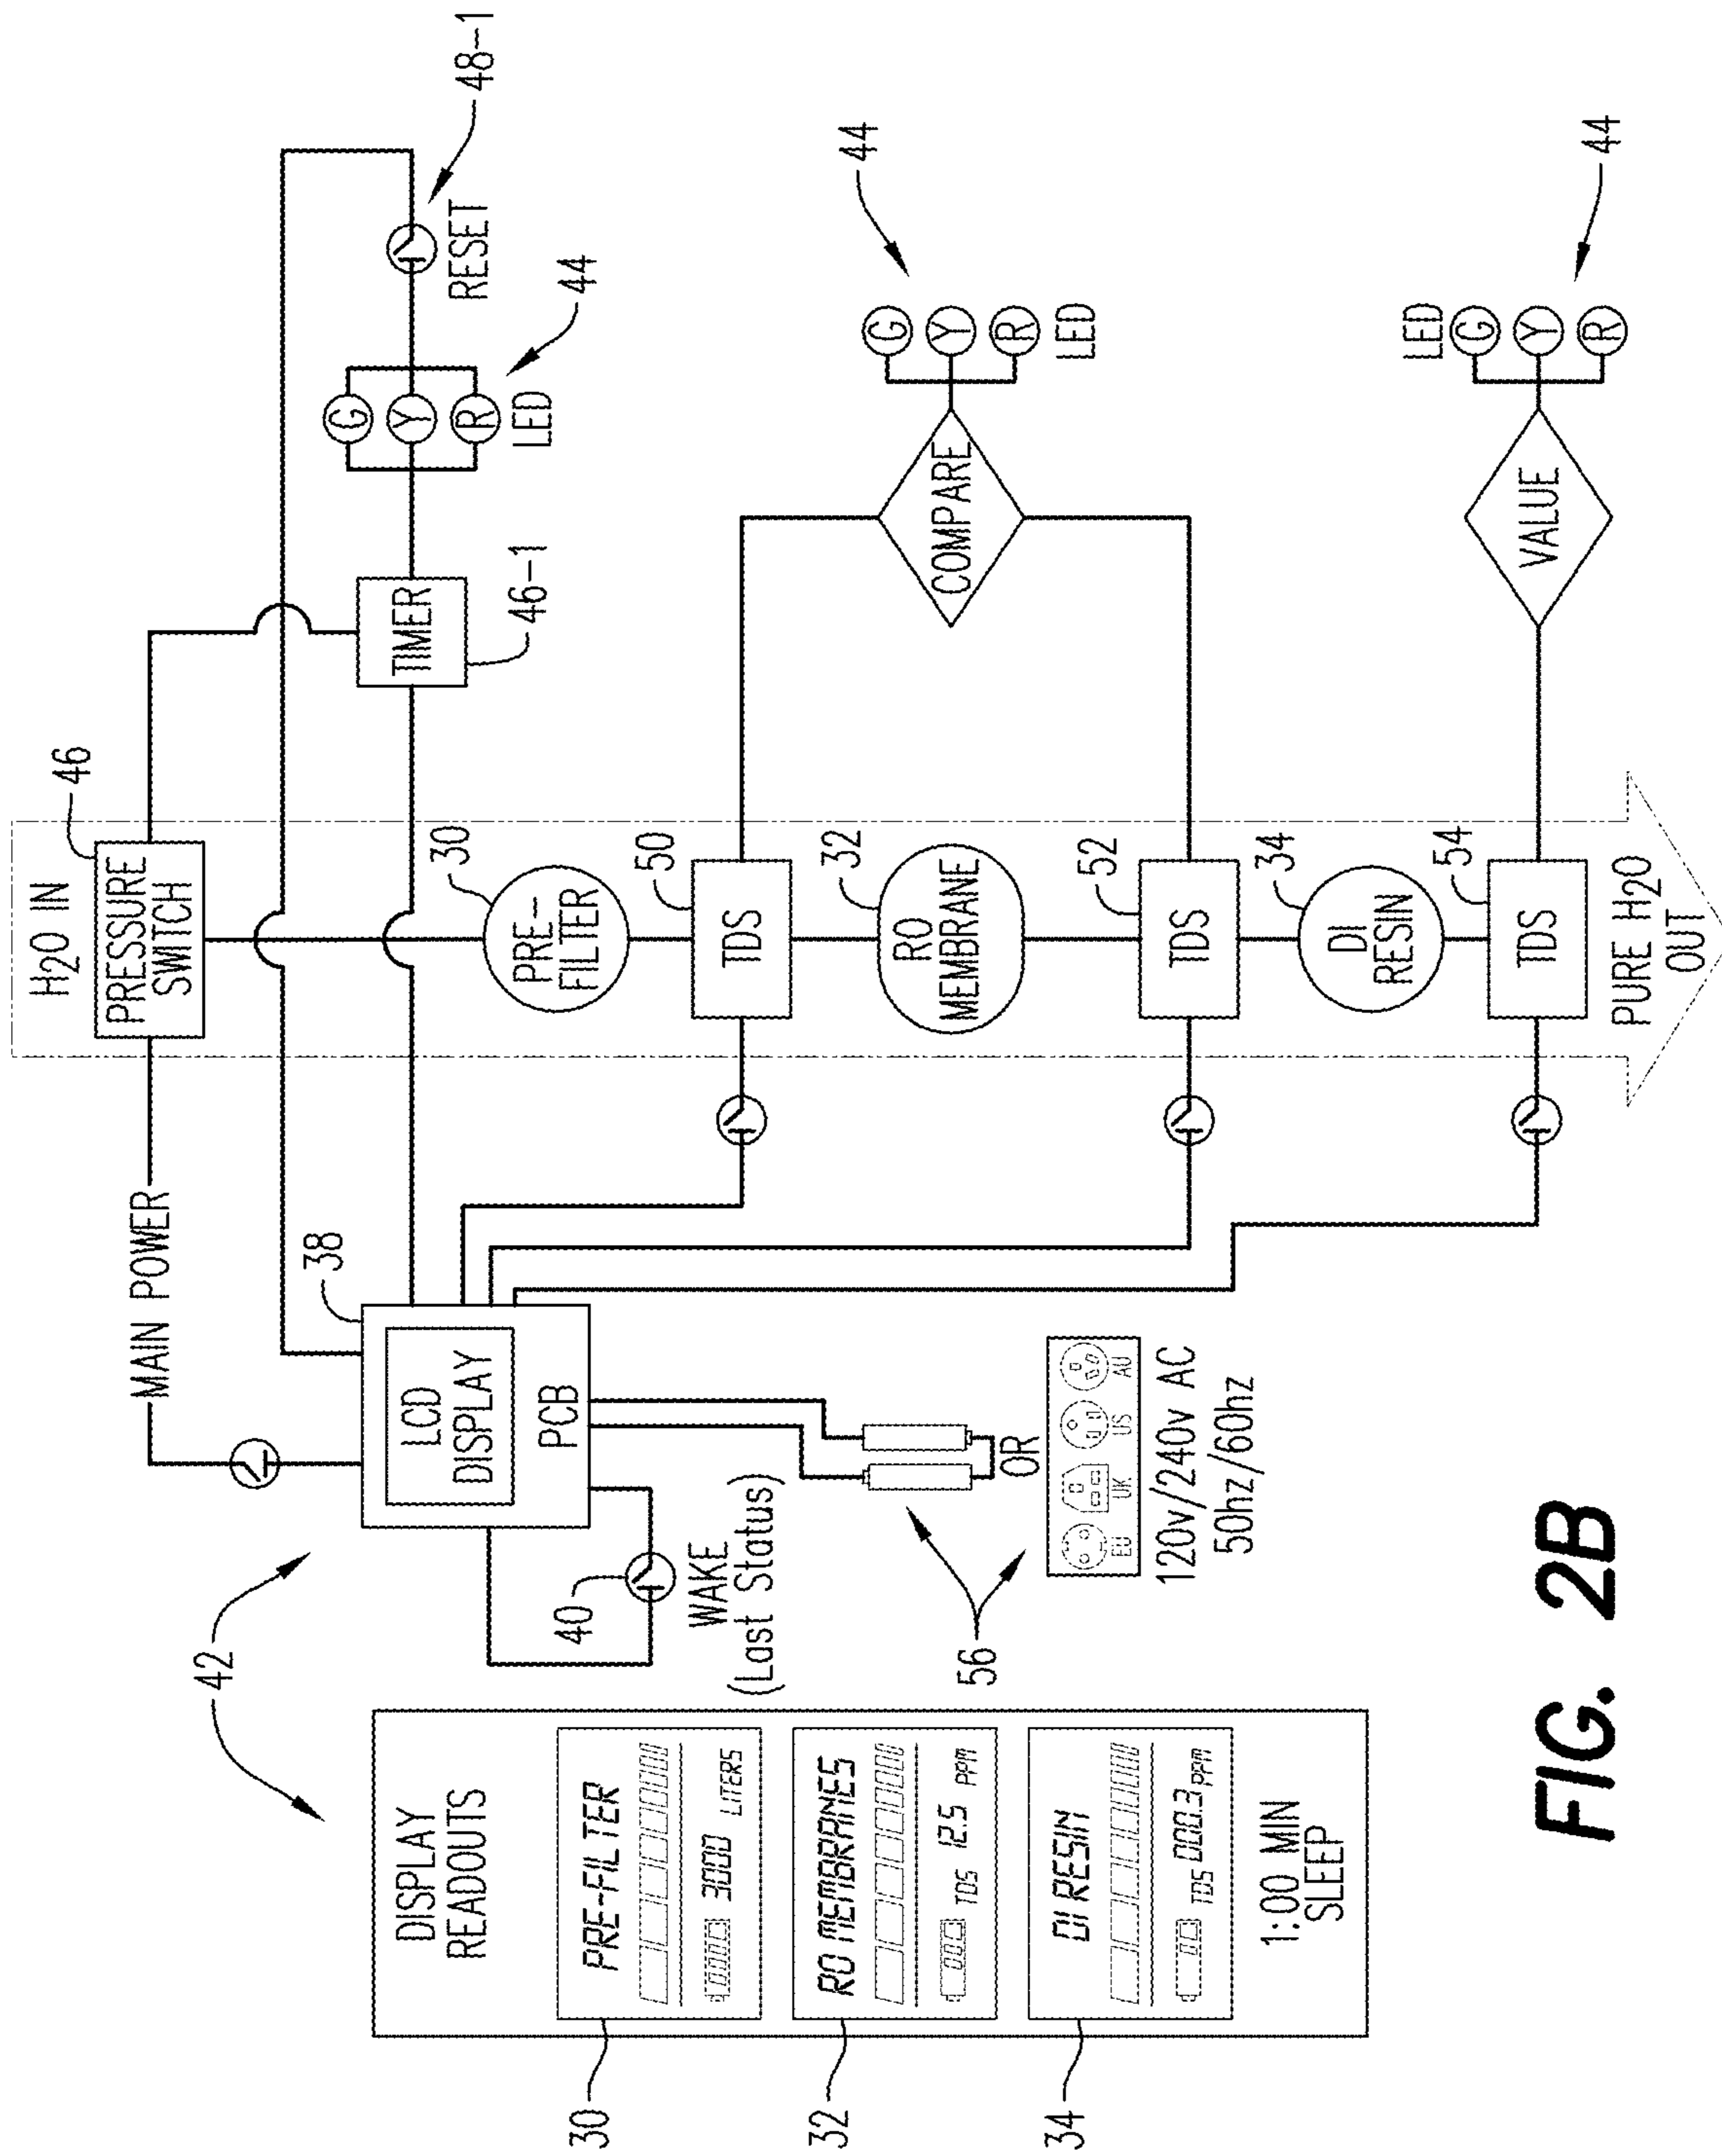 DISPLAY
READOUTS
42
30
PRE-FILTER
3000 LITERS
32
RO MEMBRANES
TDS 12.5 PPM
34
DI RESIN
TDS 000.3 PPM
1:00 MIN
SLEEP
MAIN POWER
38
LCD
DISPLAY
PCB
40
WAKE
(Last Status)
56
OR
EU
UK
US
AU
120v/240v AC
50hz/60hz
H2O IN
PRESSURE
SWITCH
46
PRE-
FILTER
30
TDS
50
RO
MEMBRANE
32
TDS
52
DI
RESIN
34
TDS
54
PURE H2O
OUT
TIMER
46-1
G
Y
R
LED
44
RESET
48-1
COMPARE
G
Y
R
LED
44
VALUE
LED
G
Y
R
44
FIG. 2B